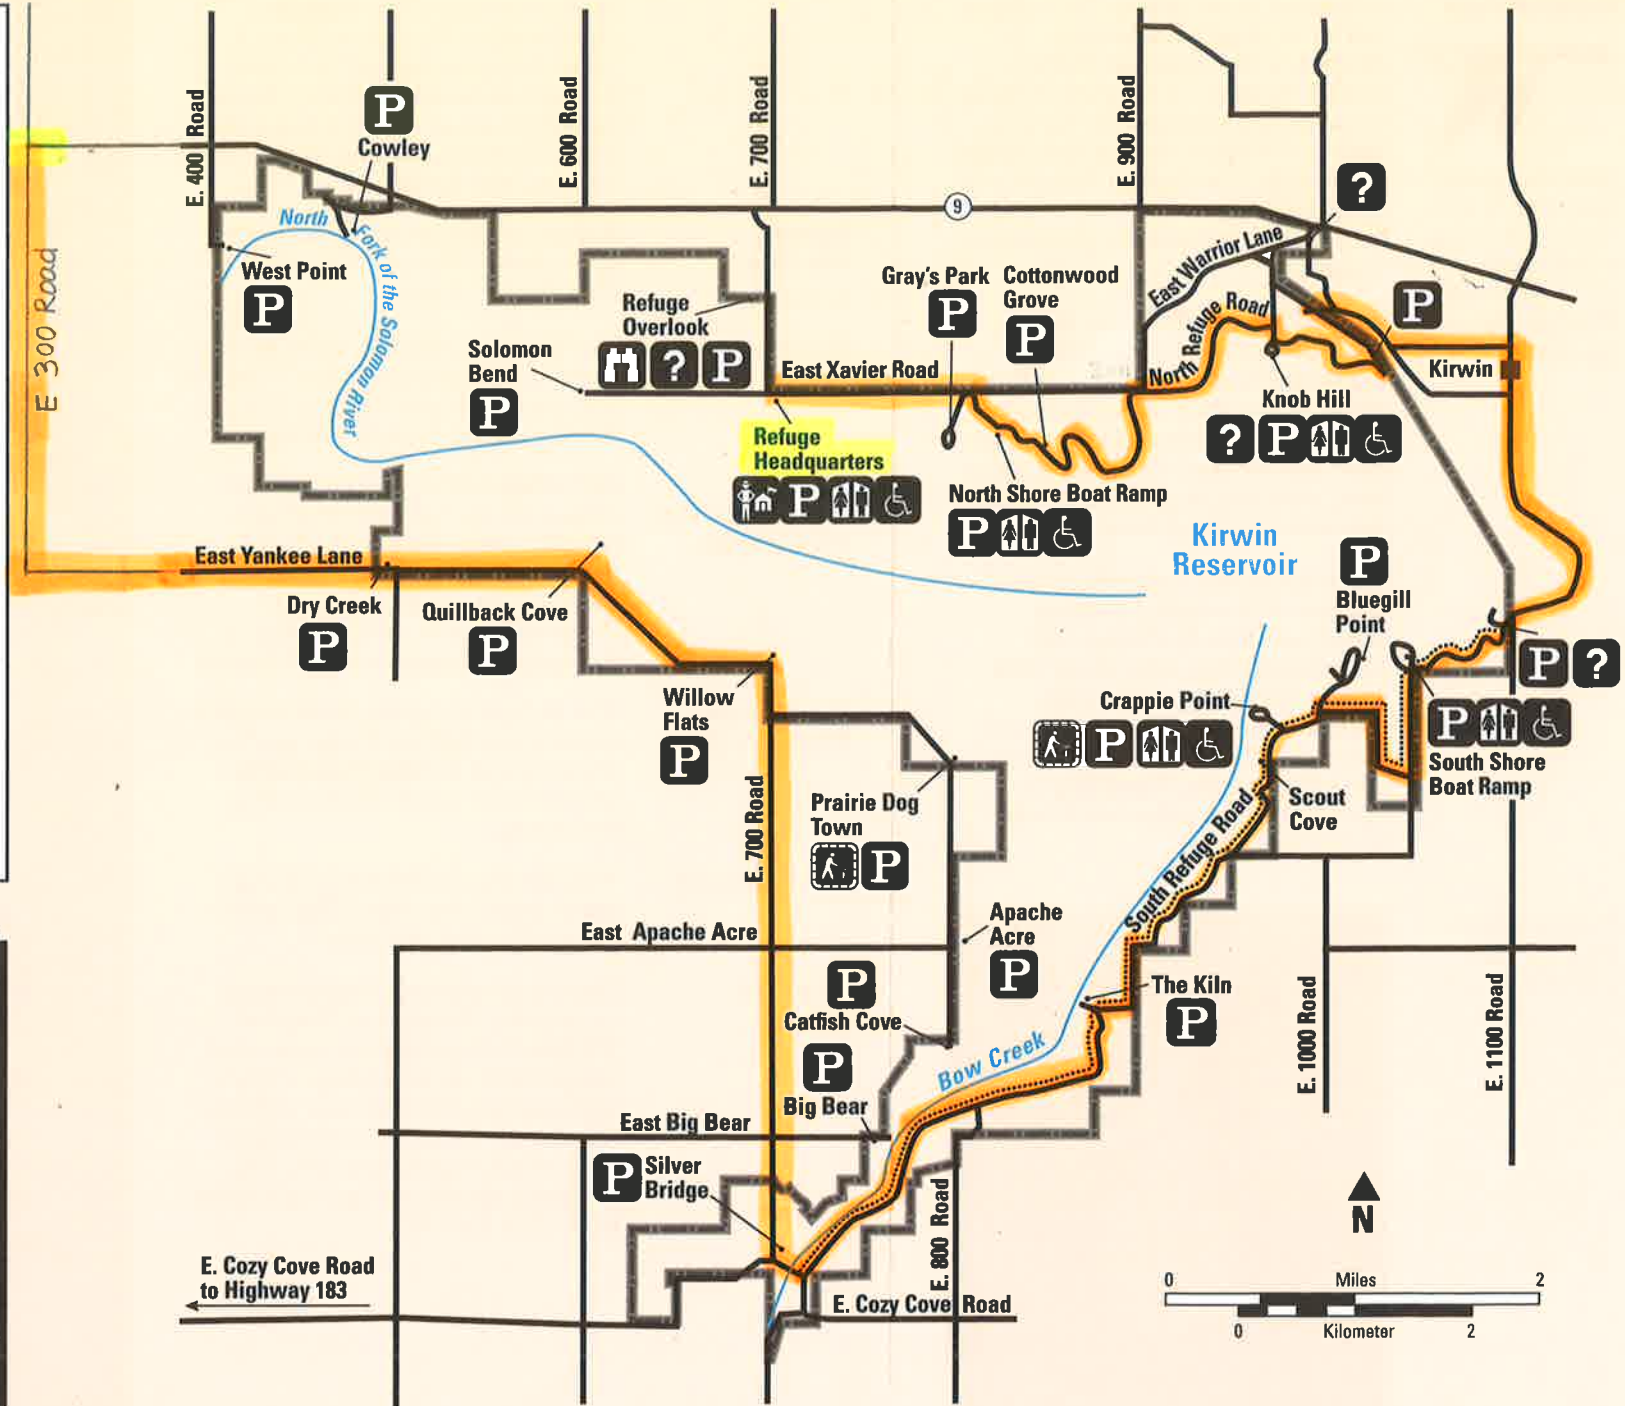 E. 400 Road
P
Cowley
E. 600 Road
E. 700 Road
E. 900 Road
9
?
North
Fork of the Solomon River
West Point
P
E 300 Road
Refuge
Overlook
? P
Solomon
Bend
P
Gray's Park
P
Cottonwood
Grove
P
East Warrior Lane
North Refuge Road
P
Kirwin
East Xavier Road
Refuge
Headquarters
P
Knob Hill
? P
North Shore Boat Ramp
P
Kirwin
Reservoir
East Yankee Lane
Dry Creek
P
Quillback Cove
P
P
Bluegill
Point
P ?
Willow
Flats
P
Crappie Point
P
P
South Shore
Boat Ramp
E. 700 Road
Prairie Dog
Town
P
Scout
Cove
South Refuge Road
East Apache Acre
Apache
Acre
P
P
Catfish Cove
The Kiln
P
P
Big Bear
Bow Creek
E. 1000 Road
E. 1100 Road
East Big Bear
P
Silver
Bridge
E. 800 Road
N
E. Cozy Cove Road
to Highway 183
E. Cozy Cove Road
0 Miles 2
0 Kilometer 2